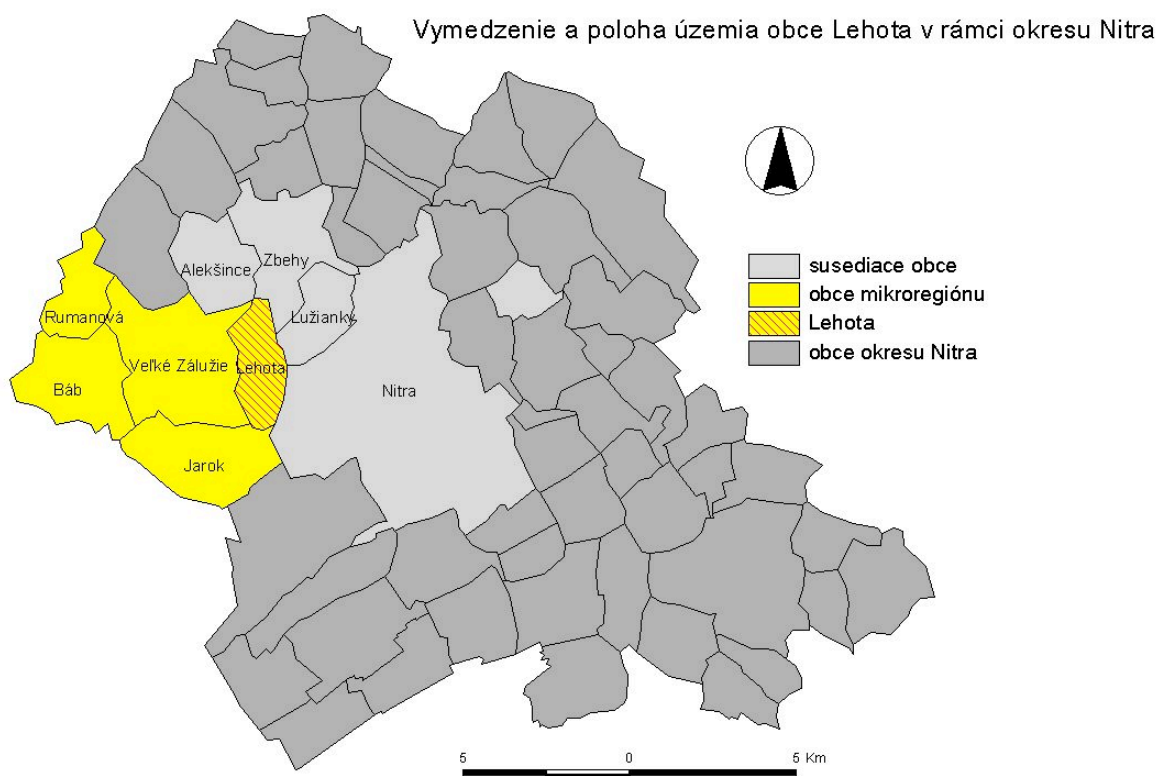 Vymedzenie a poloha územia obce Lehota v rámci okresu Nitra
Zbehy
Alekšince
susediace obce
obce mikroregiónu
Rumanová
Lužianky
Lehota
obce okresu Nitra
Veľké Zálužie
Lehota
Báb
Nitra
Jarok
5 0 5 Km